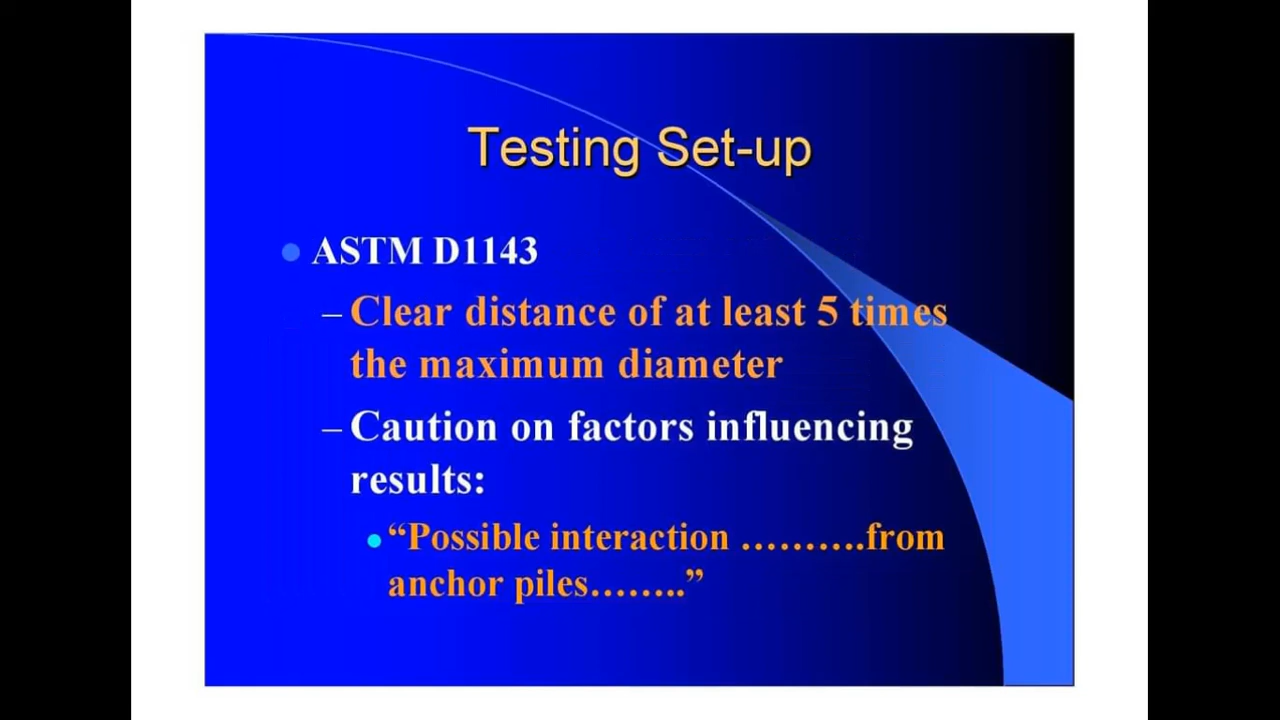 Testing Set-up
ASTM D1143
– Clear distance of at least 5 times
the maximum diameter
– Caution on factors influencing
results:
“Possible interaction ……….from
anchor piles……..”